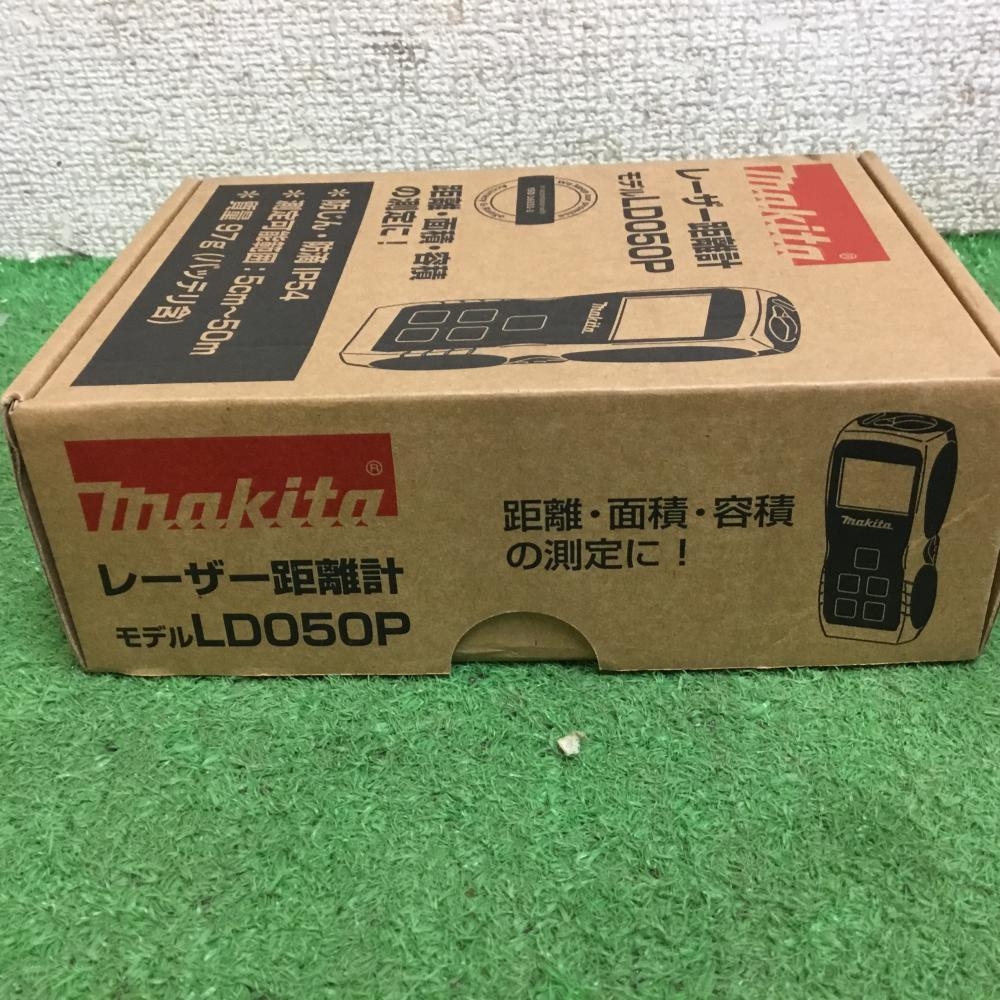 makita®
レーザー距離計
モデルLD050P
距離・面積・容積
の測定に！
＊防じん・防滴 IP54
＊測定可能範囲：5cm~50m
＊質量97g（バッテリ含）
makita
makita®
レーザー距離計
モデルLD050P
距離・面積・容積
の測定に！
makita